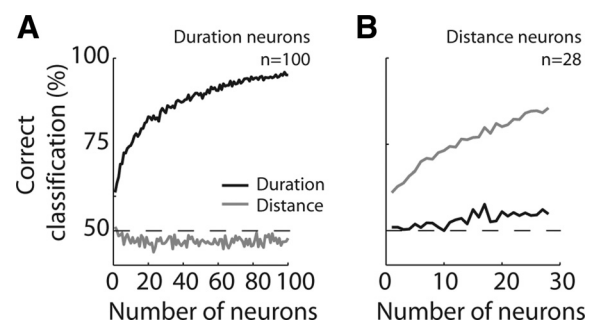 A
Duration neurons
n=100
Correct
classification (%)
100
75
50
Duration
Distance
0 20 40 60 80 100
Number of neurons
B
Distance neurons
n=28
0 10 20 30
Number of neurons